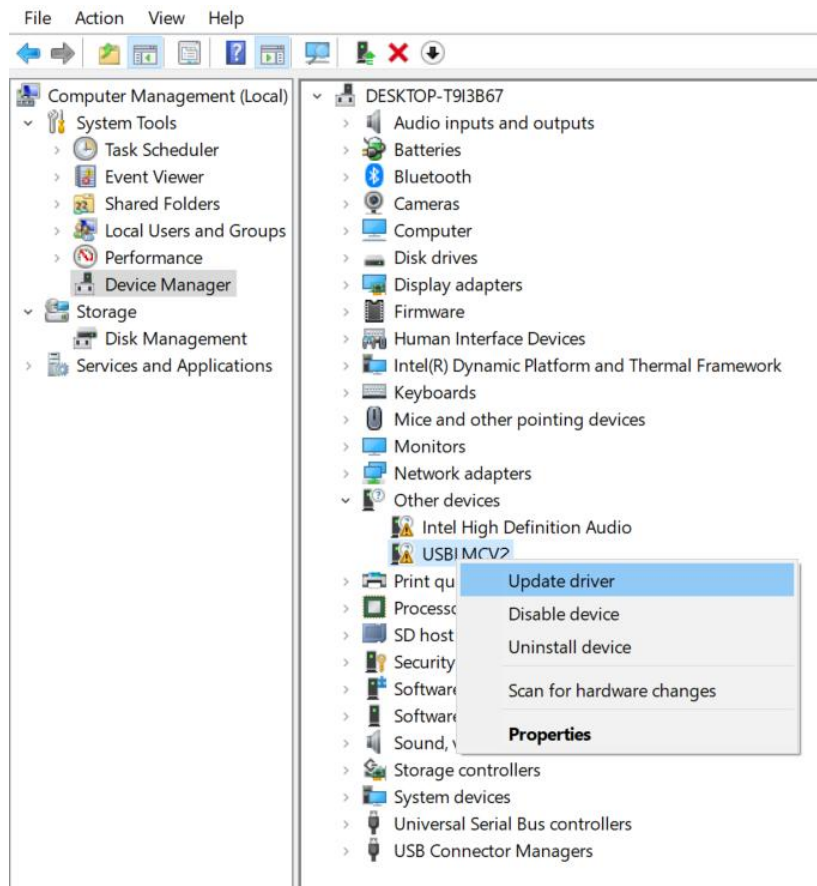 File Action View Help
Computer Management (Local)
System Tools
Task Scheduler
Event Viewer
Shared Folders
Local Users and Groups
Performance
Device Manager
Storage
Disk Management
Services and Applications
DESKTOP-T9I3B67
Audio inputs and outputs
Batteries
Bluetooth
Cameras
Computer
Disk drives
Display adapters
Firmware
Human Interface Devices
Intel(R) Dynamic Platform and Thermal Framework
Keyboards
Mice and other pointing devices
Monitors
Network adapters
Other devices
Intel High Definition Audio
USBLMCV2
Print qu
Processo
SD host
Security
Software
Software
Sound,
Storage controllers
System devices
Universal Serial Bus controllers
USB Connector Managers
Update driver
Disable device
Uninstall device
Scan for hardware changes
Properties